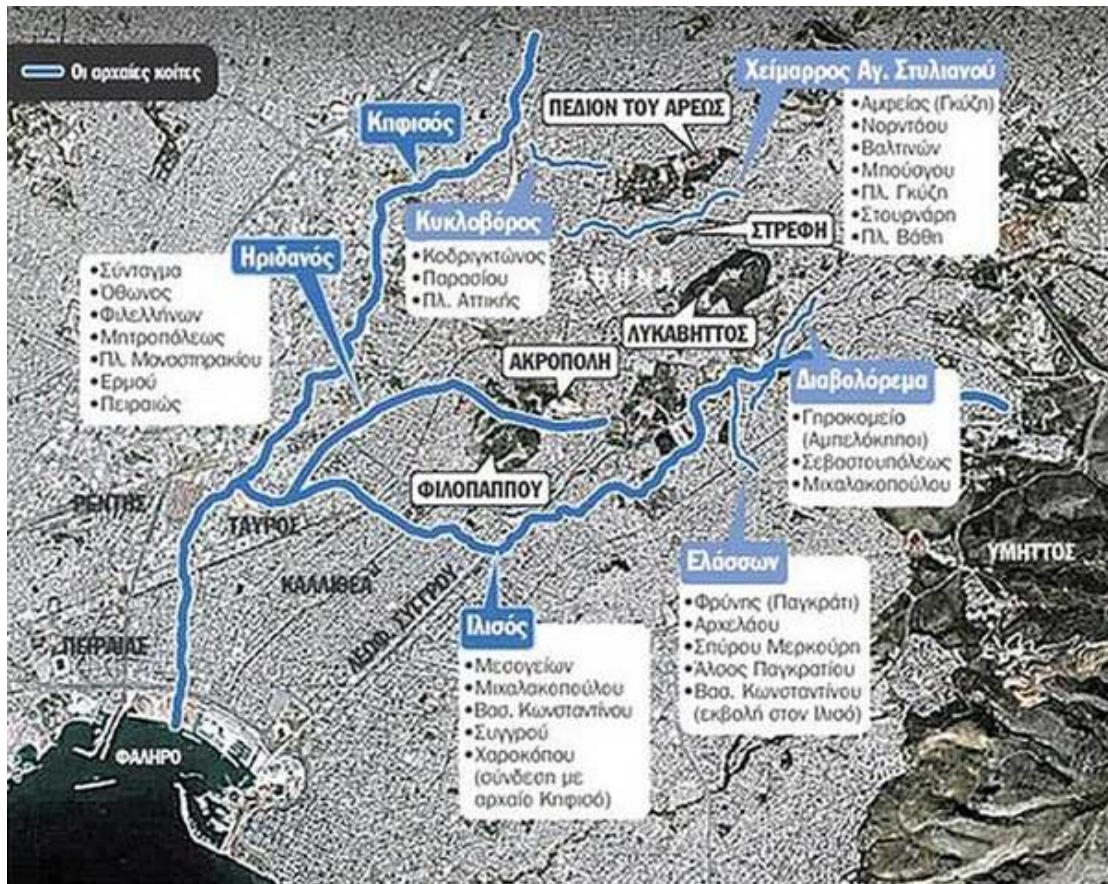 Οι αρχαίες κοίτες
Χείμαρρος Αγ. Στυλιανού
•Αμφείας (Γκύζη)
•Νορντάου
•Βαλτινών
•Μπούσγου
•Πλ. Γκύζη
•Στουρνάρη
•Πλ. Βάθη
ΠΕΔΙΟΝ ΤΟΥ ΑΡΕΩΣ
Κηφισός
Κυκλοβόρος
•Κοδριγκτώνος
•Παρασίου
•Πλ. Αττικής
ΣΤΡΕΦΗ
Ηριδανός
•Σύνταγμα
•Όθωνος
•Φιλελλήνων
•Μητροπόλεως
•Πλ. Μοναστηρακίου
•Ερμού
•Πειραιώς
ΑΘΗΝΑ
ΛΥΚΑΒΗΤΤΟΣ
ΑΚΡΟΠΟΛΗ
Διαβολόρεμα
•Γηροκομείο
(Αμπελόκηποι)
•Σεβαστουπόλεως
•Μιχαλακοπούλου
ΦΙΛΟΠΑΠΠΟΥ
ΡΕΝΤΗΣ
ΤΑΥΡΟΣ
ΚΑΛΛΙΘΕΑ
ΛΕΩΦ. ΣΥΓΓΡΟΥ
ΥΜΗΤΤΟΣ
Ελάσσων
•Φρύνης (Παγκράτι)
•Αρχελάου
•Σπύρου Μερκούρη
•Άλσος Παγκρατίου
•Βασ. Κωνσταντίνου
(εκβολή στον Ιλισό)
Ιλισός
•Μεσογείων
•Μιχαλακοπούλου
•Βασ. Κωνσταντίνου
•Συγγρού
•Χαροκόπου
(σύνδεση με
αρχαίο Κηφισό)
ΠΕΙΡΑΙΑΣ
ΦΑΛΗΡΟ